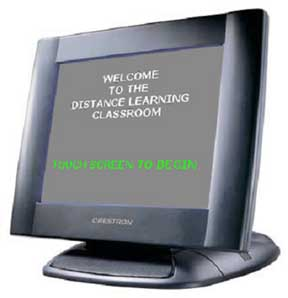 WELCOME
TO THE
DISTANCE LEARNING
CLASSROOM
TOUCH SCREEN TO BEGIN
CRESTRON